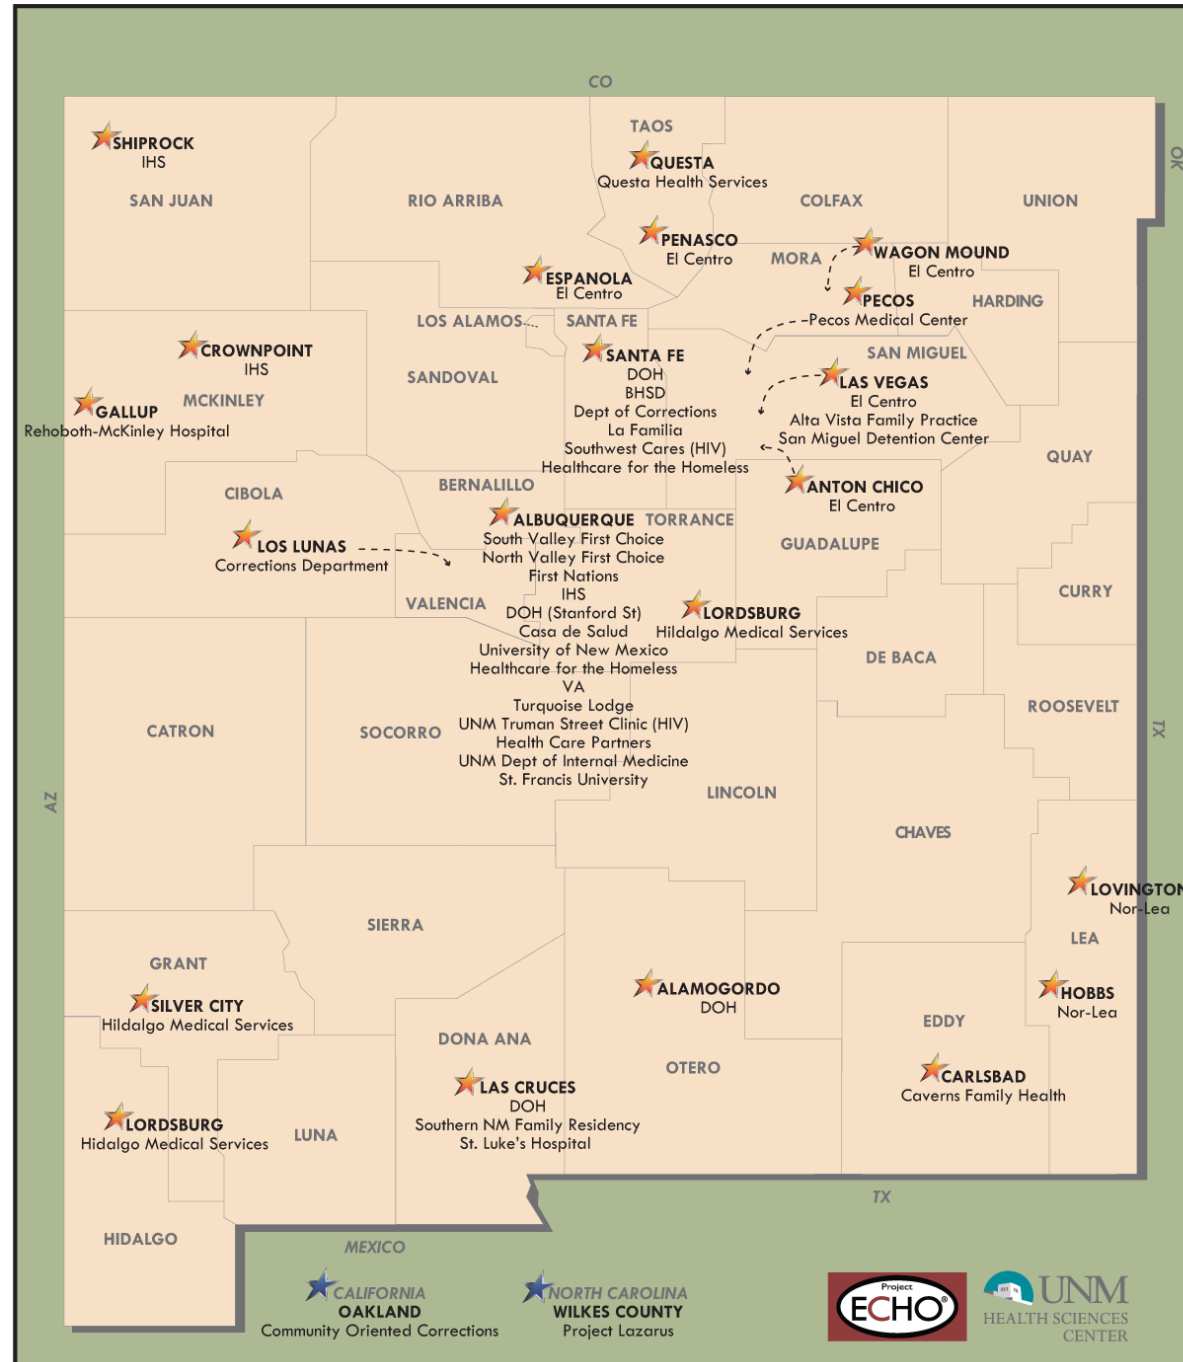 CO
SHIPROCK
IHS
SAN JUAN
RIO ARRIBA
TAOS
QUESTA
Questa Health Services
COLFAX
UNION
OK
PENASCO
El Centro
MORA
WAGON MOUND
El Centro
ESPANOLA
El Centro
PECOS
Pecos Medical Center
HARDING
LOS ALAMOS
SANTA FE
CROWNPOINT
IHS
SANDOVAL
SANTA FE
DOH
BHSD
Dept of Corrections
La Familia
Southwest Cares (HIV)
Healthcare for the Homeless
SAN MIGUEL
LAS VEGAS
El Centro
Alta Vista Family Practice
San Miguel Detention Center
MCKINLEY
GALLUP
Rehoboth-McKinley Hospital
QUAY
CIBOLA
BERNALILLO
ANTON CHICO
El Centro
LOS LUNAS
Corrections Department
ALBUQUERQUE
South Valley First Choice
North Valley First Choice
First Nations
IHS
DOH (Stanford St)
Casa de Salud
University of New Mexico
Healthcare for the Homeless
VA
Turquoise Lodge
UNM Truman Street Clinic (HIV)
Health Care Partners
UNM Dept of Internal Medicine
St. Francis University
TORRANCE
GUADALUPE
VALENCIA
LORDSBURG
Hildalgo Medical Services
CURRY
DE BACA
ROOSEVELT
TX
CATRON
SOCORRO
AZ
LINCOLN
CHAVES
LOVINGTON
Nor-Lea
LEA
SIERRA
GRANT
SILVER CITY
Hildalgo Medical Services
ALAMOGORDO
DOH
HOBBS
Nor-Lea
EDDY
DONA ANA
OTERO
CARLSBAD
Caverns Family Health
LAS CRUCES
DOH
Southern NM Family Residency
St. Luke's Hospital
LORDSBURG
Hidalgo Medical Services
LUNA
TX
HIDALGO
MEXICO
CALIFORNIA
OAKLAND
Community Oriented Corrections
NORTH CAROLINA
WILKES COUNTY
Project Lazarus
Project
ECHO®
UNM
HEALTH SCIENCES
CENTER